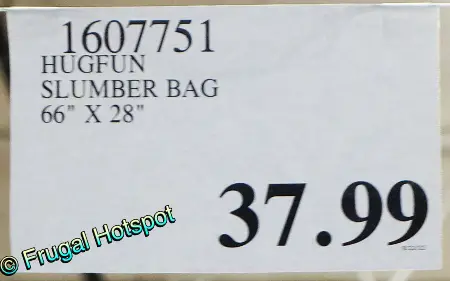 1607751
HUGFUN
SLUMBER BAG
66" X 28"
37.99
© Frugal Hotspot